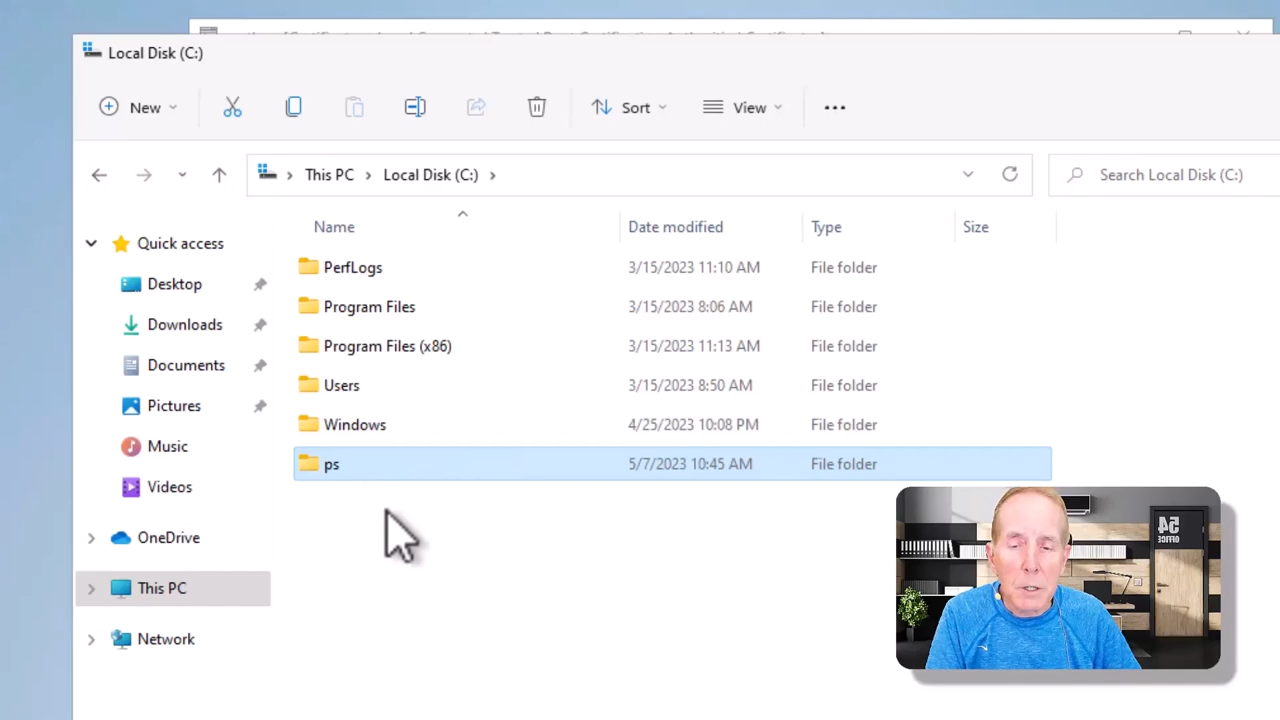 Local Disk (C:)
New Sort View
This PC Local Disk (C:) Search Local Disk (C:)
Name Date modified Type Size
Quick access
Desktop
Downloads
Documents
Pictures
Music
Videos
OneDrive
This PC
Network
PerfLogs 3/15/2023 11:10 AM File folder
Program Files 3/15/2023 8:06 AM File folder
Program Files (x86) 3/15/2023 11:13 AM File folder
Users 3/15/2023 8:50 AM File folder
Windows 4/25/2023 10:08 PM File folder
ps 5/7/2023 10:45 AM File folder
54
OFFICE